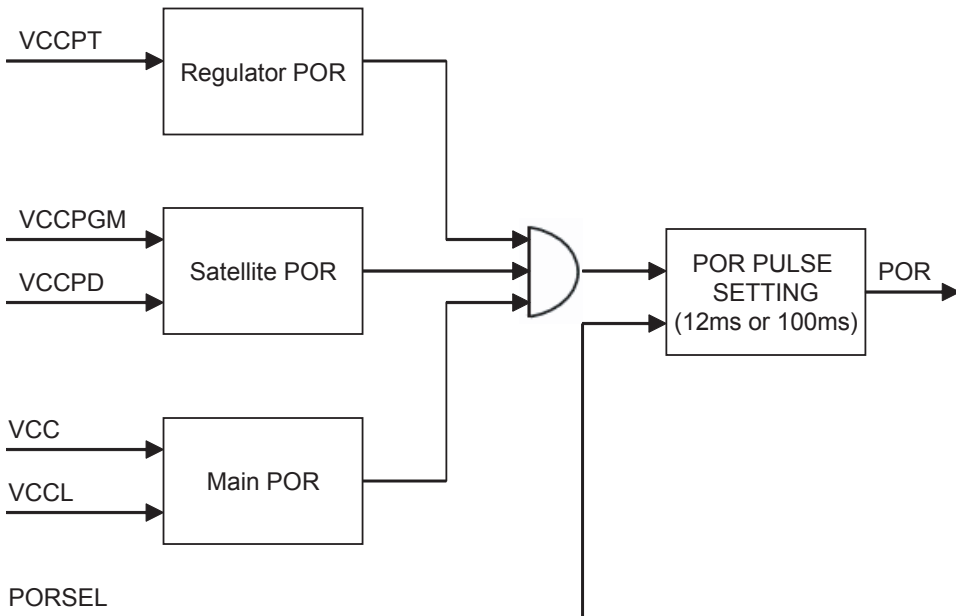 VCCPT
Regulator POR
VCCPGM
VCCPD
Satellite POR
VCC
VCCL
Main POR
PORSEL
POR PULSE
SETTING
(12ms or 100ms)
POR